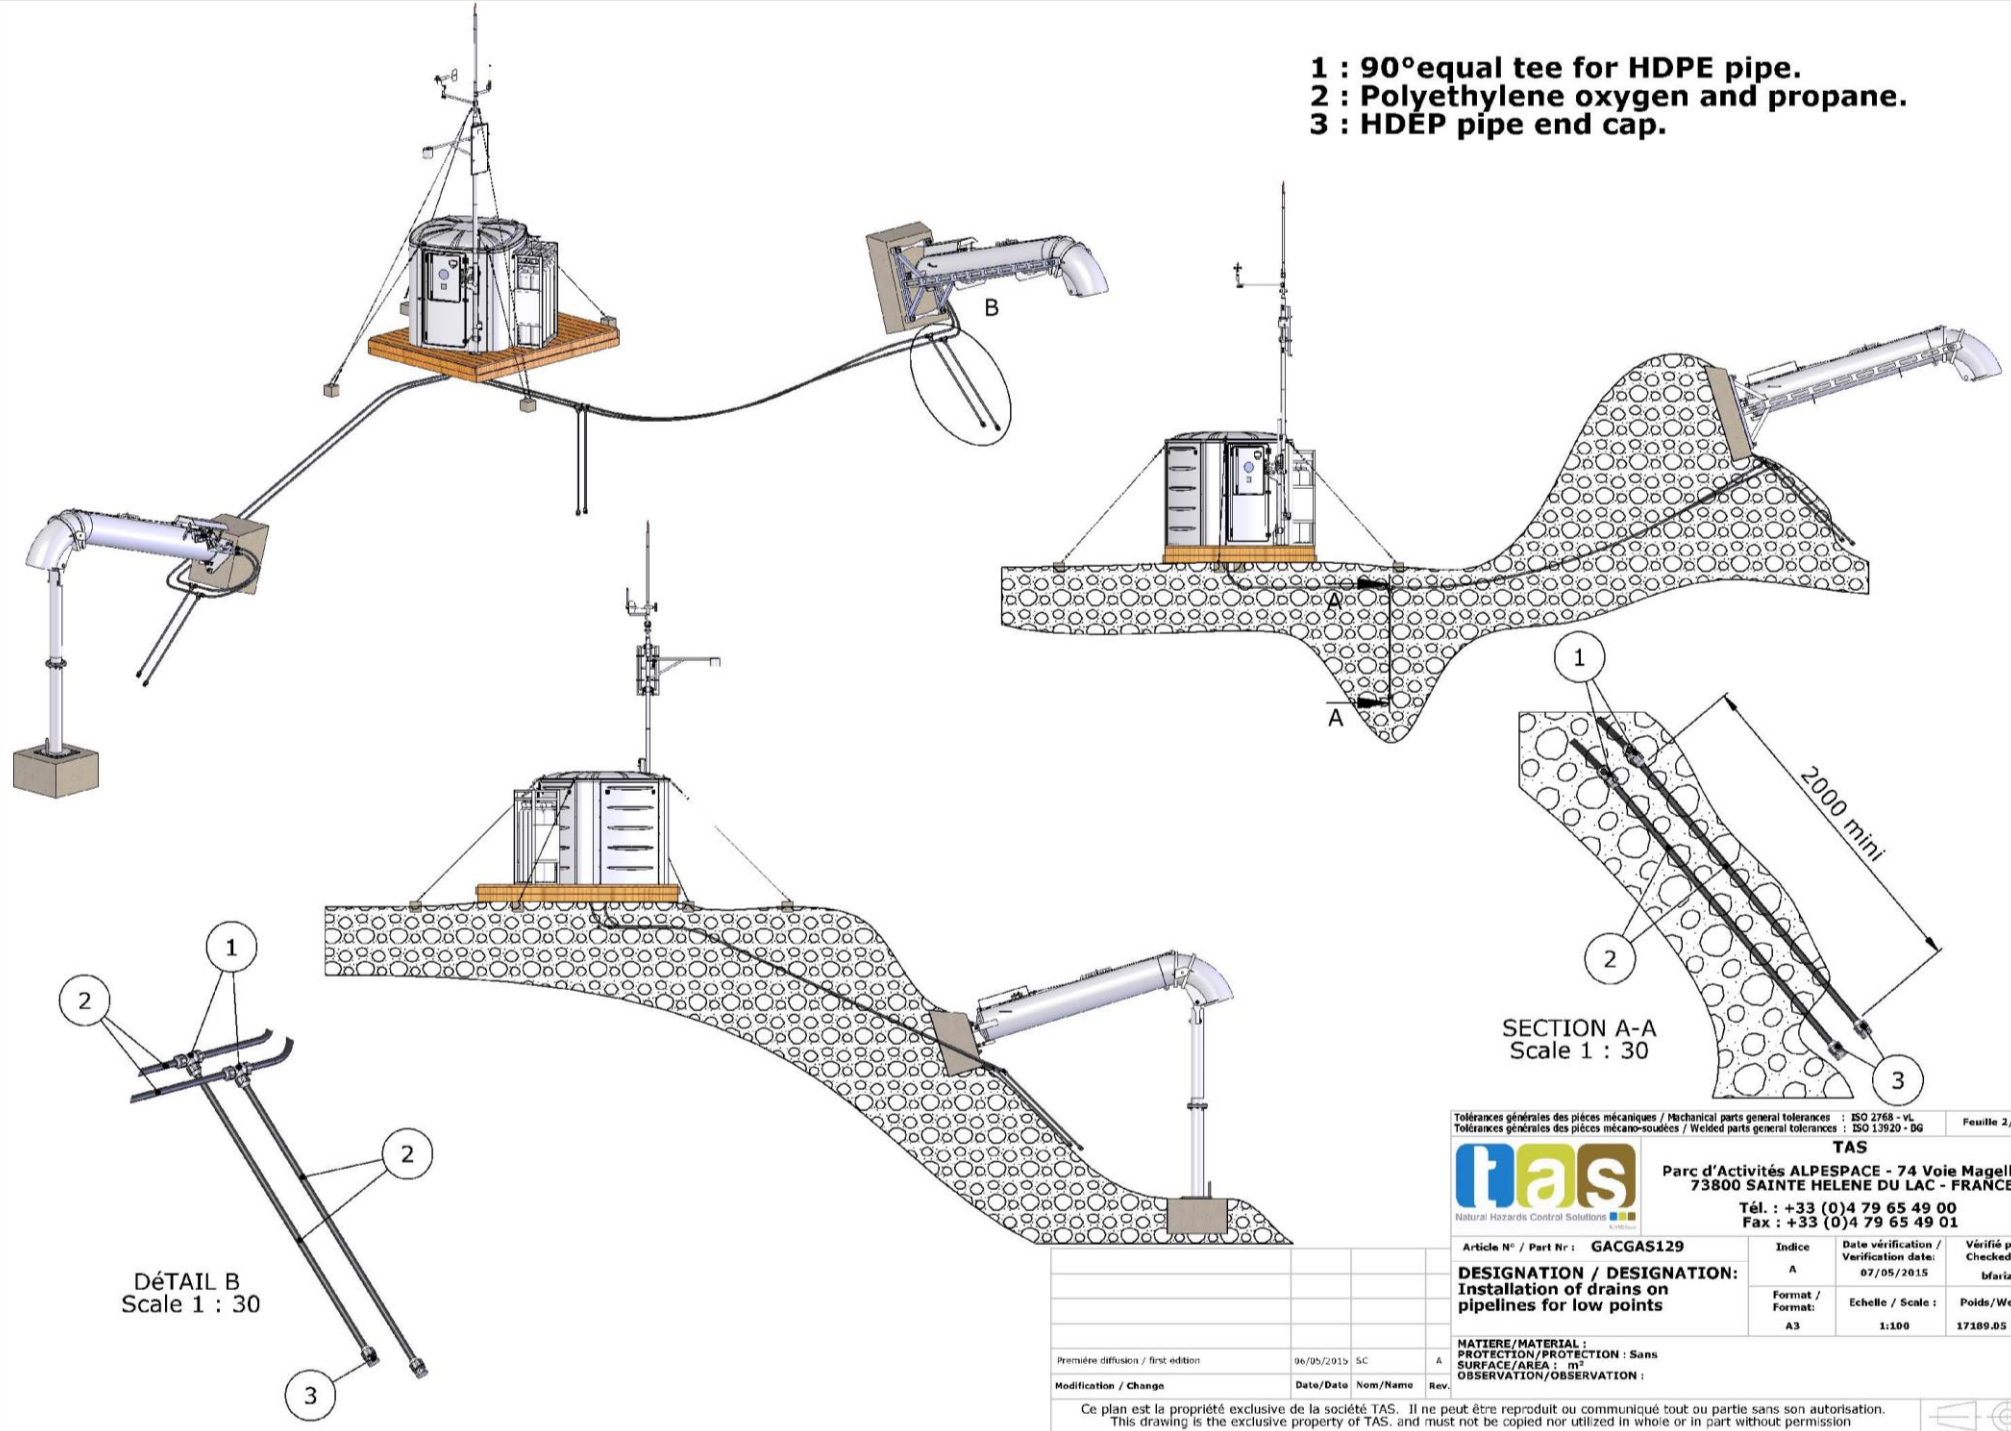 1 : 90°equal tee for HDPE pipe.
2 : Polyethylene oxygen and propane.
3 : HDEP pipe end cap.
B
A
A
1
2000 mini
2
SECTION A-A
Scale 1 : 30
3
1
2
2
DéTAIL B
Scale 1 : 30
3
Tolérances générales des pièces mécaniques / Machanical parts general tolerances : ISO 2768 - vL
Tolérances générales des pièces mécano-soudées / Welded parts general tolerances : ISO 13920 - BG
Feuille 2/
tas
Natural Hazards Control Solutions
TAS
Parc d'Activités ALPESPACE - 74 Voie Magell
73800 SAINTE HELENE DU LAC - FRANCE
Tél. : +33 (0)4 79 65 49 00
Fax : +33 (0)4 79 65 49 01
Article N° / Part Nr : GACGAS129
DESIGNATION / DESIGNATION:
Installation of drains on
pipelines for low points
Indice
A
Date vérification /
Verification date:
07/05/2015
Vérifié p
Checked
bfariz
Format /
Format:
A3
Echelle / Scale :
1:100
Poids/We
17189.05
MATIERE/MATERIAL :
PROTECTION/PROTECTION : Sans
SURFACE/AREA : m²
OBSERVATION/OBSERVATION :
Première diffusion / first edition 06/05/2015 SC A
Modification / Change Date/Date Nom/Name Rev.
Ce plan est la propriété exclusive de la société TAS. Il ne peut être reproduit ou communiqué tout ou partie sans son autorisation.
This drawing is the exclusive property of TAS. and must not be copied nor utilized in whole or in part without permission